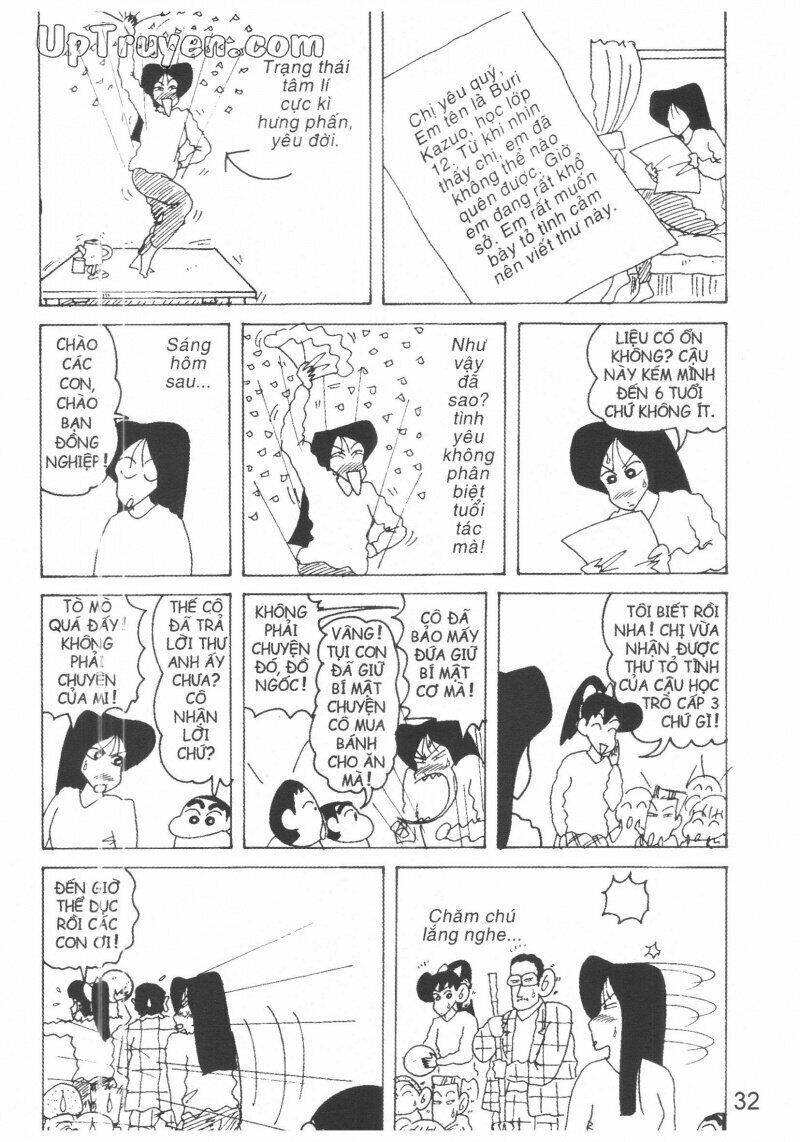 UpTruyen.com
Chị yêu quý,
Em tên là Buri
Kazuo, học lớp
12. Từ khi nhìn
thấy chị, em đã
không thể nào
quên được. Giờ
em đang rất khổ
sở. Em rất muốn
bày tỏ tình cảm
nên viết thư này.
Trạng thái
tâm lí
cực kì
hưng phấn,
yêu đời.
LIỆU CÓ ỔN
KHÔNG? CẬU
NÀY KÉM MÌNH
ĐẾN 6 TUỔI
CHỨ KHÔNG ÍT.
Như
vậy
đã
sao?
tình
yêu
không
phân
biệt
tuổi
tác
mà!
Sáng
hôm
sau...
CHÀO
CÁC
CON,
CHÀO
BẠN
ĐỒNG
NGHIỆP!
TÔI BIẾT RỒI
NHA! CHỊ VỪA
NHẬN ĐƯỢC
THƯ TỎ TÌNH
CỦA CẬU HỌC
TRÒ CẤP 3
CHỨ GÌ!
CÔ ĐÃ
BẢO MẤY
ĐỨA GIỮ
BÍ MẬT
CƠ MÀ!
VÂNG!
TỤI CON
ĐÃ GIỮ
BÍ MẬT
CHUYỆN
CÔ MUA
BÁNH
CHO ĂN
MÀ!
KHÔNG
PHẢI
CHUYỆN
ĐÓ, ĐỒ
NGỐC!
THẾ CÔ
ĐÃ TRẢ
LỜI THƯ
ANH ẤY
CHƯA?
CÔ
NHẬN
LỜI
CHỨ?
TÒ MÒ
QUÁ ĐẤY!
KHÔNG
PHẢI
CHUYỆN
CỦA MI!
Chăm chú
lắng nghe...
ĐẾN GIỜ
THỂ DỤC
RỒI CÁC
CON ƠI!
32